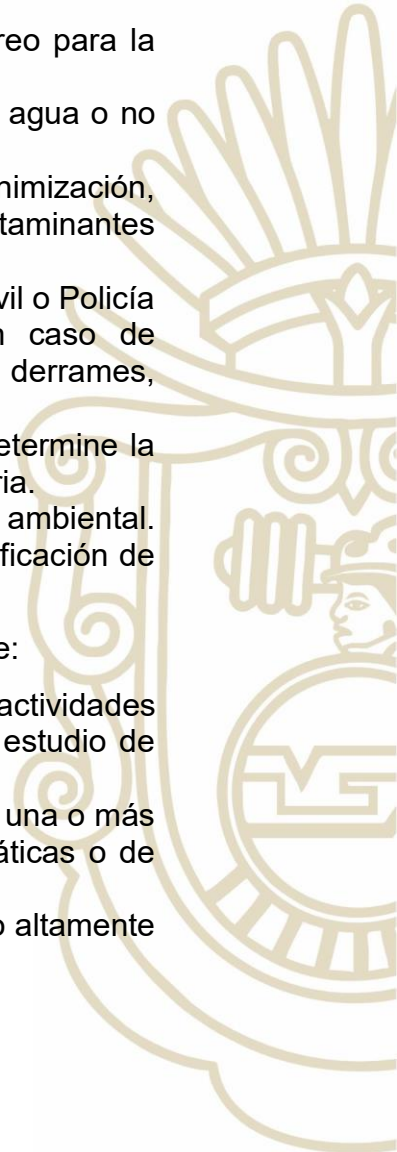 reo para la
agua o no
nimización,
taminantes
vil o Policía
caso de
derrames,
etermine la
ria.
ambiental.
ificación de
e:
actividades
estudio de
una o más
áticas o de
o altamente